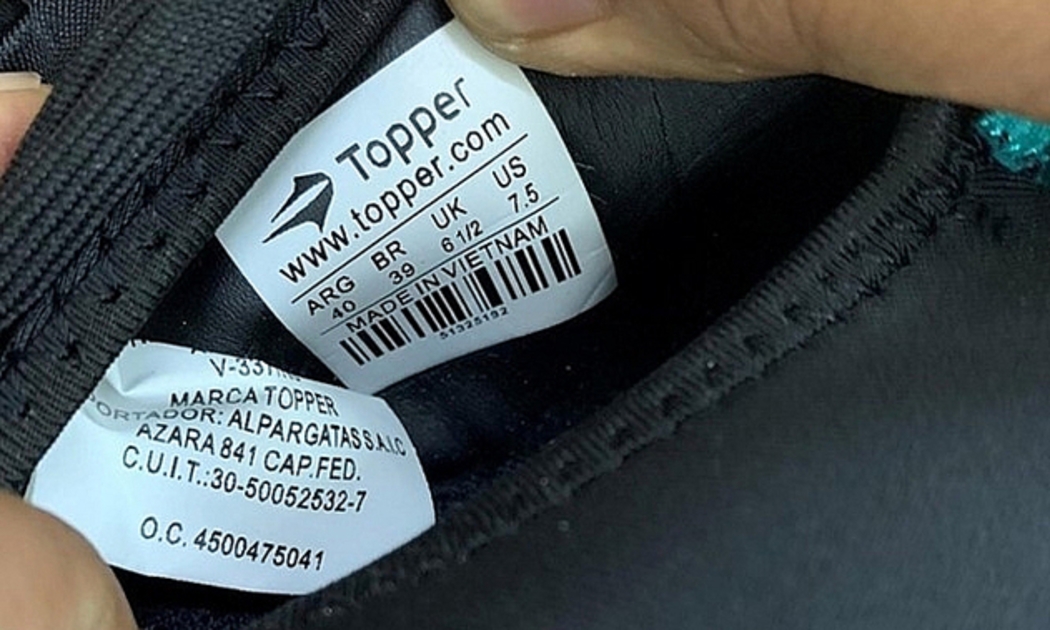 Topper
www.topper.com
ARG BR UK US
40 39 6 1/2 7.5
MADE IN VIETNAM
51325192
MARCA TOPPER
ORTADOR: ALPARGATAS S.A.I.C
AZARA 841 CAP.FED.
C.U.I.T.:30-50052532-7
O.C. 4500475041